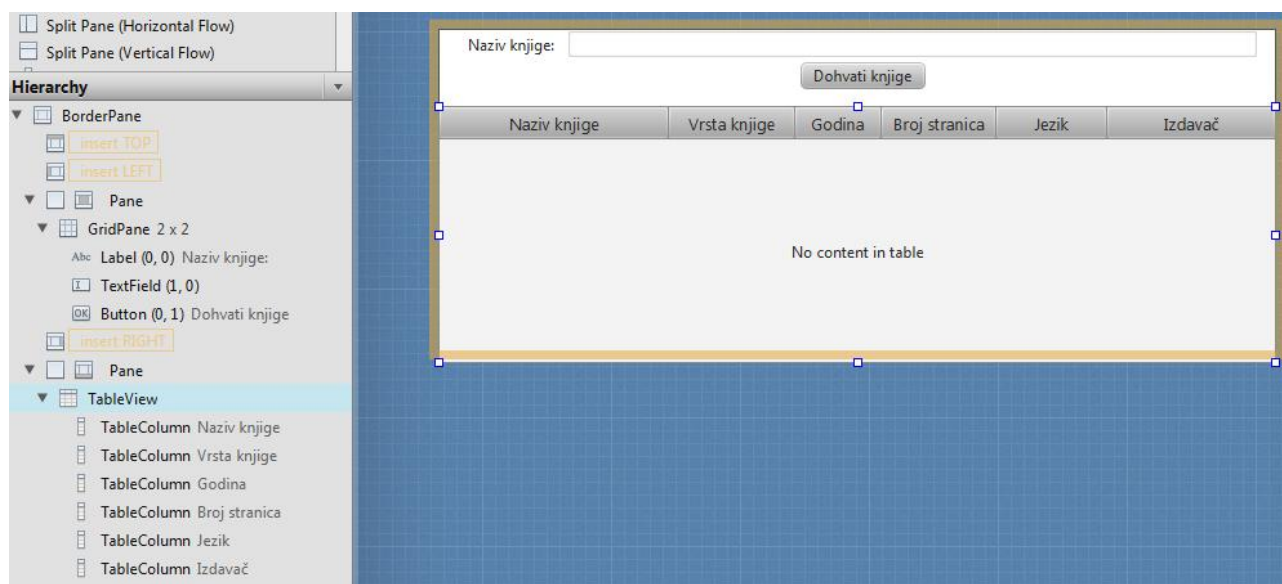 Split Pane (Horizontal Flow)
Split Pane (Vertical Flow)
Hierarchy
BorderPane
insert TOP
insert LEFT
Pane
GridPane 2 x 2
Abc Label (0, 0) Naziv knjige:
TextField (1, 0)
OK Button (0, 1) Dohvati knjige
insert RIGHT
Pane
TableView
TableColumn Naziv knjige
TableColumn Vrsta knjige
TableColumn Godina
TableColumn Broj stranica
TableColumn Jezik
TableColumn Izdavač
Naziv knjige:
Dohvati knjige
Naziv knjige Vrsta knjige Godina Broj stranica Jezik Izdavač
No content in table